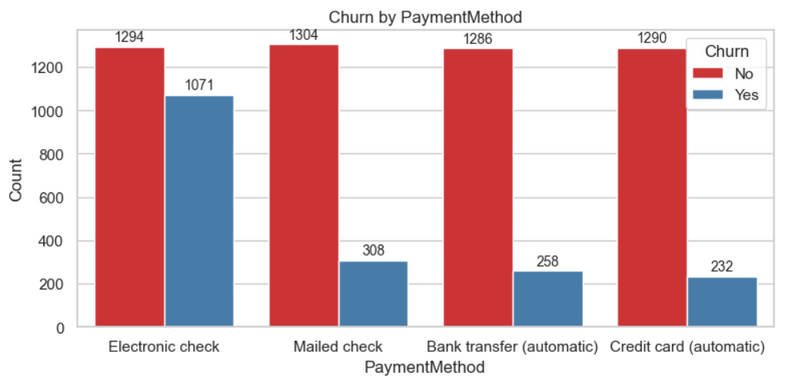 Churn by PaymentMethod
1294
1304
1286
1290
1071
308
258
232
Churn
No
Yes
Count
1200
1000
800
600
400
200
0
Electronic check
Mailed check
Bank transfer (automatic)
Credit card (automatic)
PaymentMethod